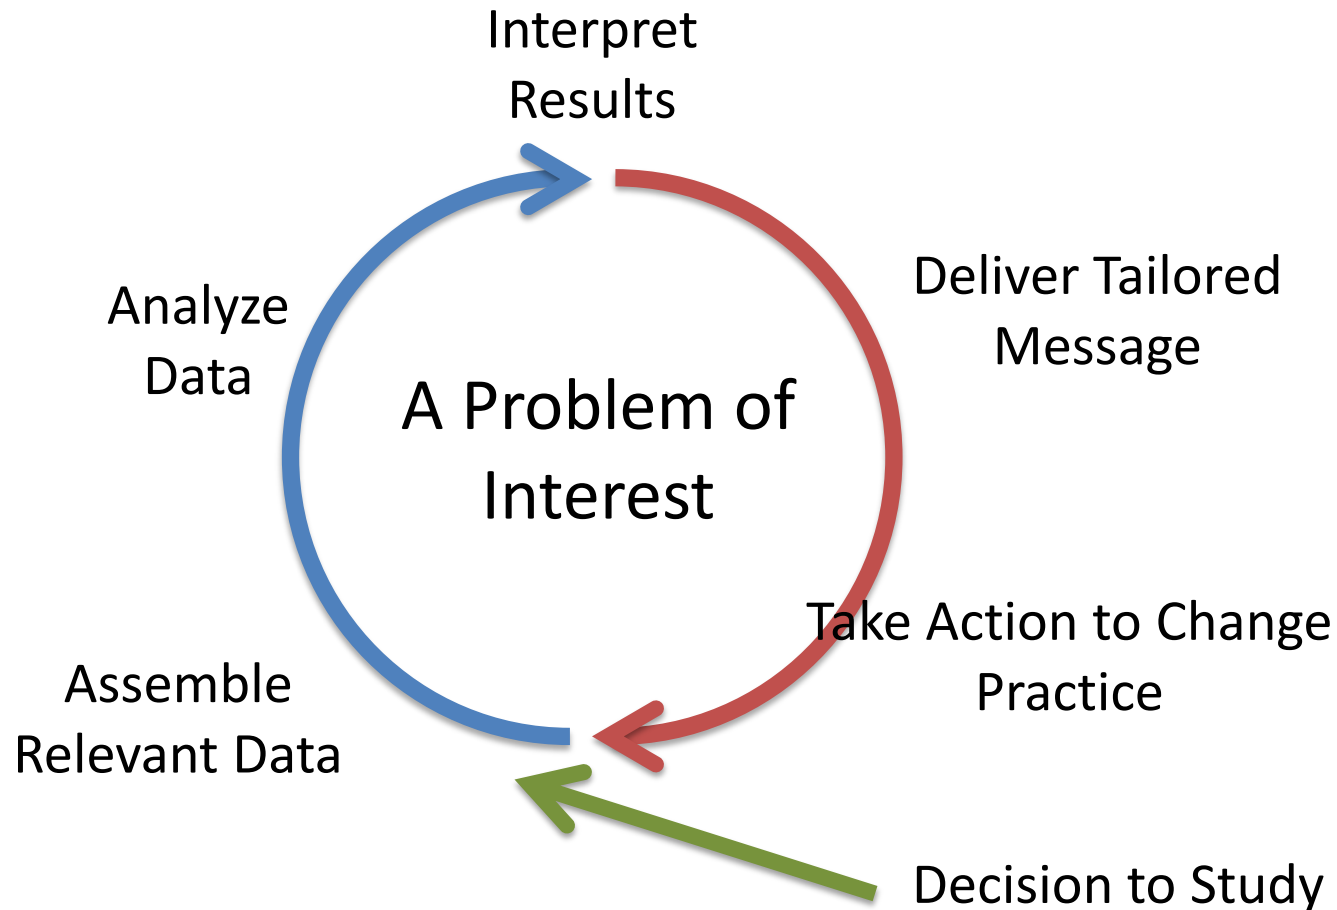 Interpret
Results
Deliver Tailored
Message
Analyze
Data
A Problem of
Interest
Take Action to Change
Practice
Assemble
Relevant Data
Decision to Study